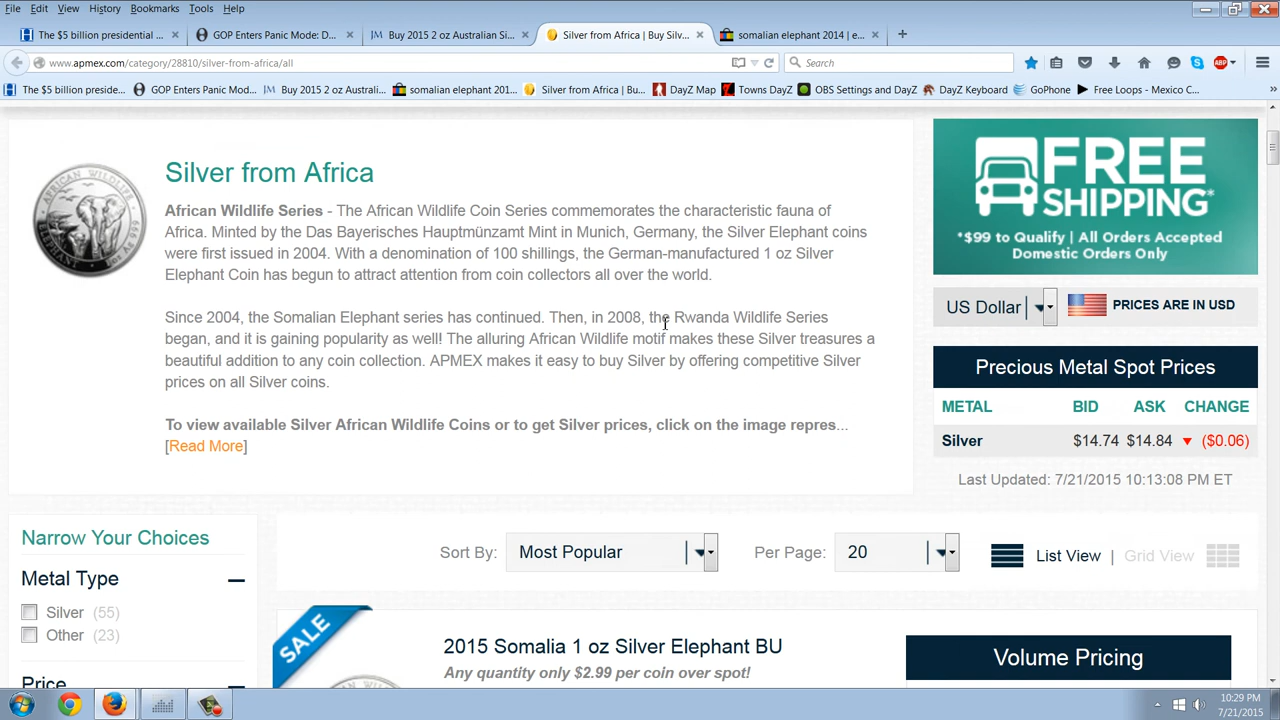 File Edit View History Bookmarks Tools Help
The $5 billion presidential ... × GOP Enters Panic Mode: D... × Buy 2015 2 oz Australian Si... × Silver from Africa | Buy Silv... × somalian elephant 2014 | e... × +
www.apmex.com/category/28810/silver-from-africa/all Search ABP
The $5 billion preside... GOP Enters Panic Mod... Buy 2015 2 oz Australi... somalian elephant 201... Silver from Africa | Bu... DayZ Map Towns DayZ OBS Settings and DayZ DayZ Keyboard GoPhone Free Loops - Mexico C...
Silver from Africa
African Wildlife Series - The African Wildlife Coin Series commemorates the characteristic fauna of
Africa. Minted by the Das Bayerisches Hauptmünzamt Mint in Munich, Germany, the Silver Elephant coins
were first issued in 2004. With a denomination of 100 shillings, the German-manufactured 1 oz Silver
Elephant Coin has begun to attract attention from coin collectors all over the world.
Since 2004, the Somalian Elephant series has continued. Then, in 2008, the Rwanda Wildlife Series
began, and it is gaining popularity as well! The alluring African Wildlife motif makes these Silver treasures a
beautiful addition to any coin collection. APMEX makes it easy to buy Silver by offering competitive Silver
prices on all Silver coins.
To view available Silver African Wildlife Coins or to get Silver prices, click on the image repres...
[Read More]
AFRICAN WILDLIFE
FREE
SHIPPING*
*$99 to Qualify | All Orders Accepted
Domestic Orders Only
US Dollar PRICES ARE IN USD
Precious Metal Spot Prices
METAL BID ASK CHANGE
Silver $14.74 $14.84 ($0.06)
Last Updated: 7/21/2015 10:13:08 PM ET
Narrow Your Choices
Metal Type
Silver (55)
Other (23)
Price
Sort By: Most Popular Per Page: 20 List View | Grid View
SALE
2015 Somalia 1 oz Silver Elephant BU
Any quantity only $2.99 per coin over spot!
Volume Pricing
10:29 PM
7/21/2015